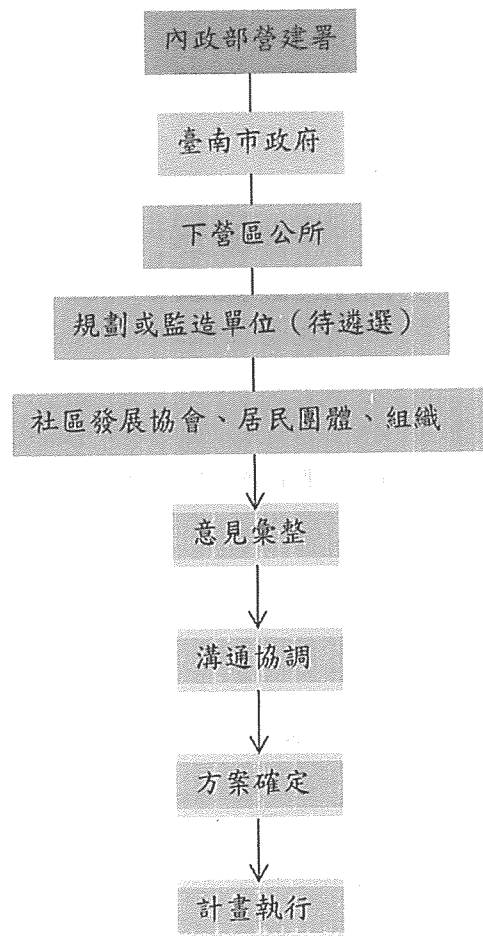 內政部營建署
臺南市政府
下營區公所
規劃或監造單位（待遴選）
社區發展協會、居民團體、組織
意見彙整
溝通協調
方案確定
計畫執行